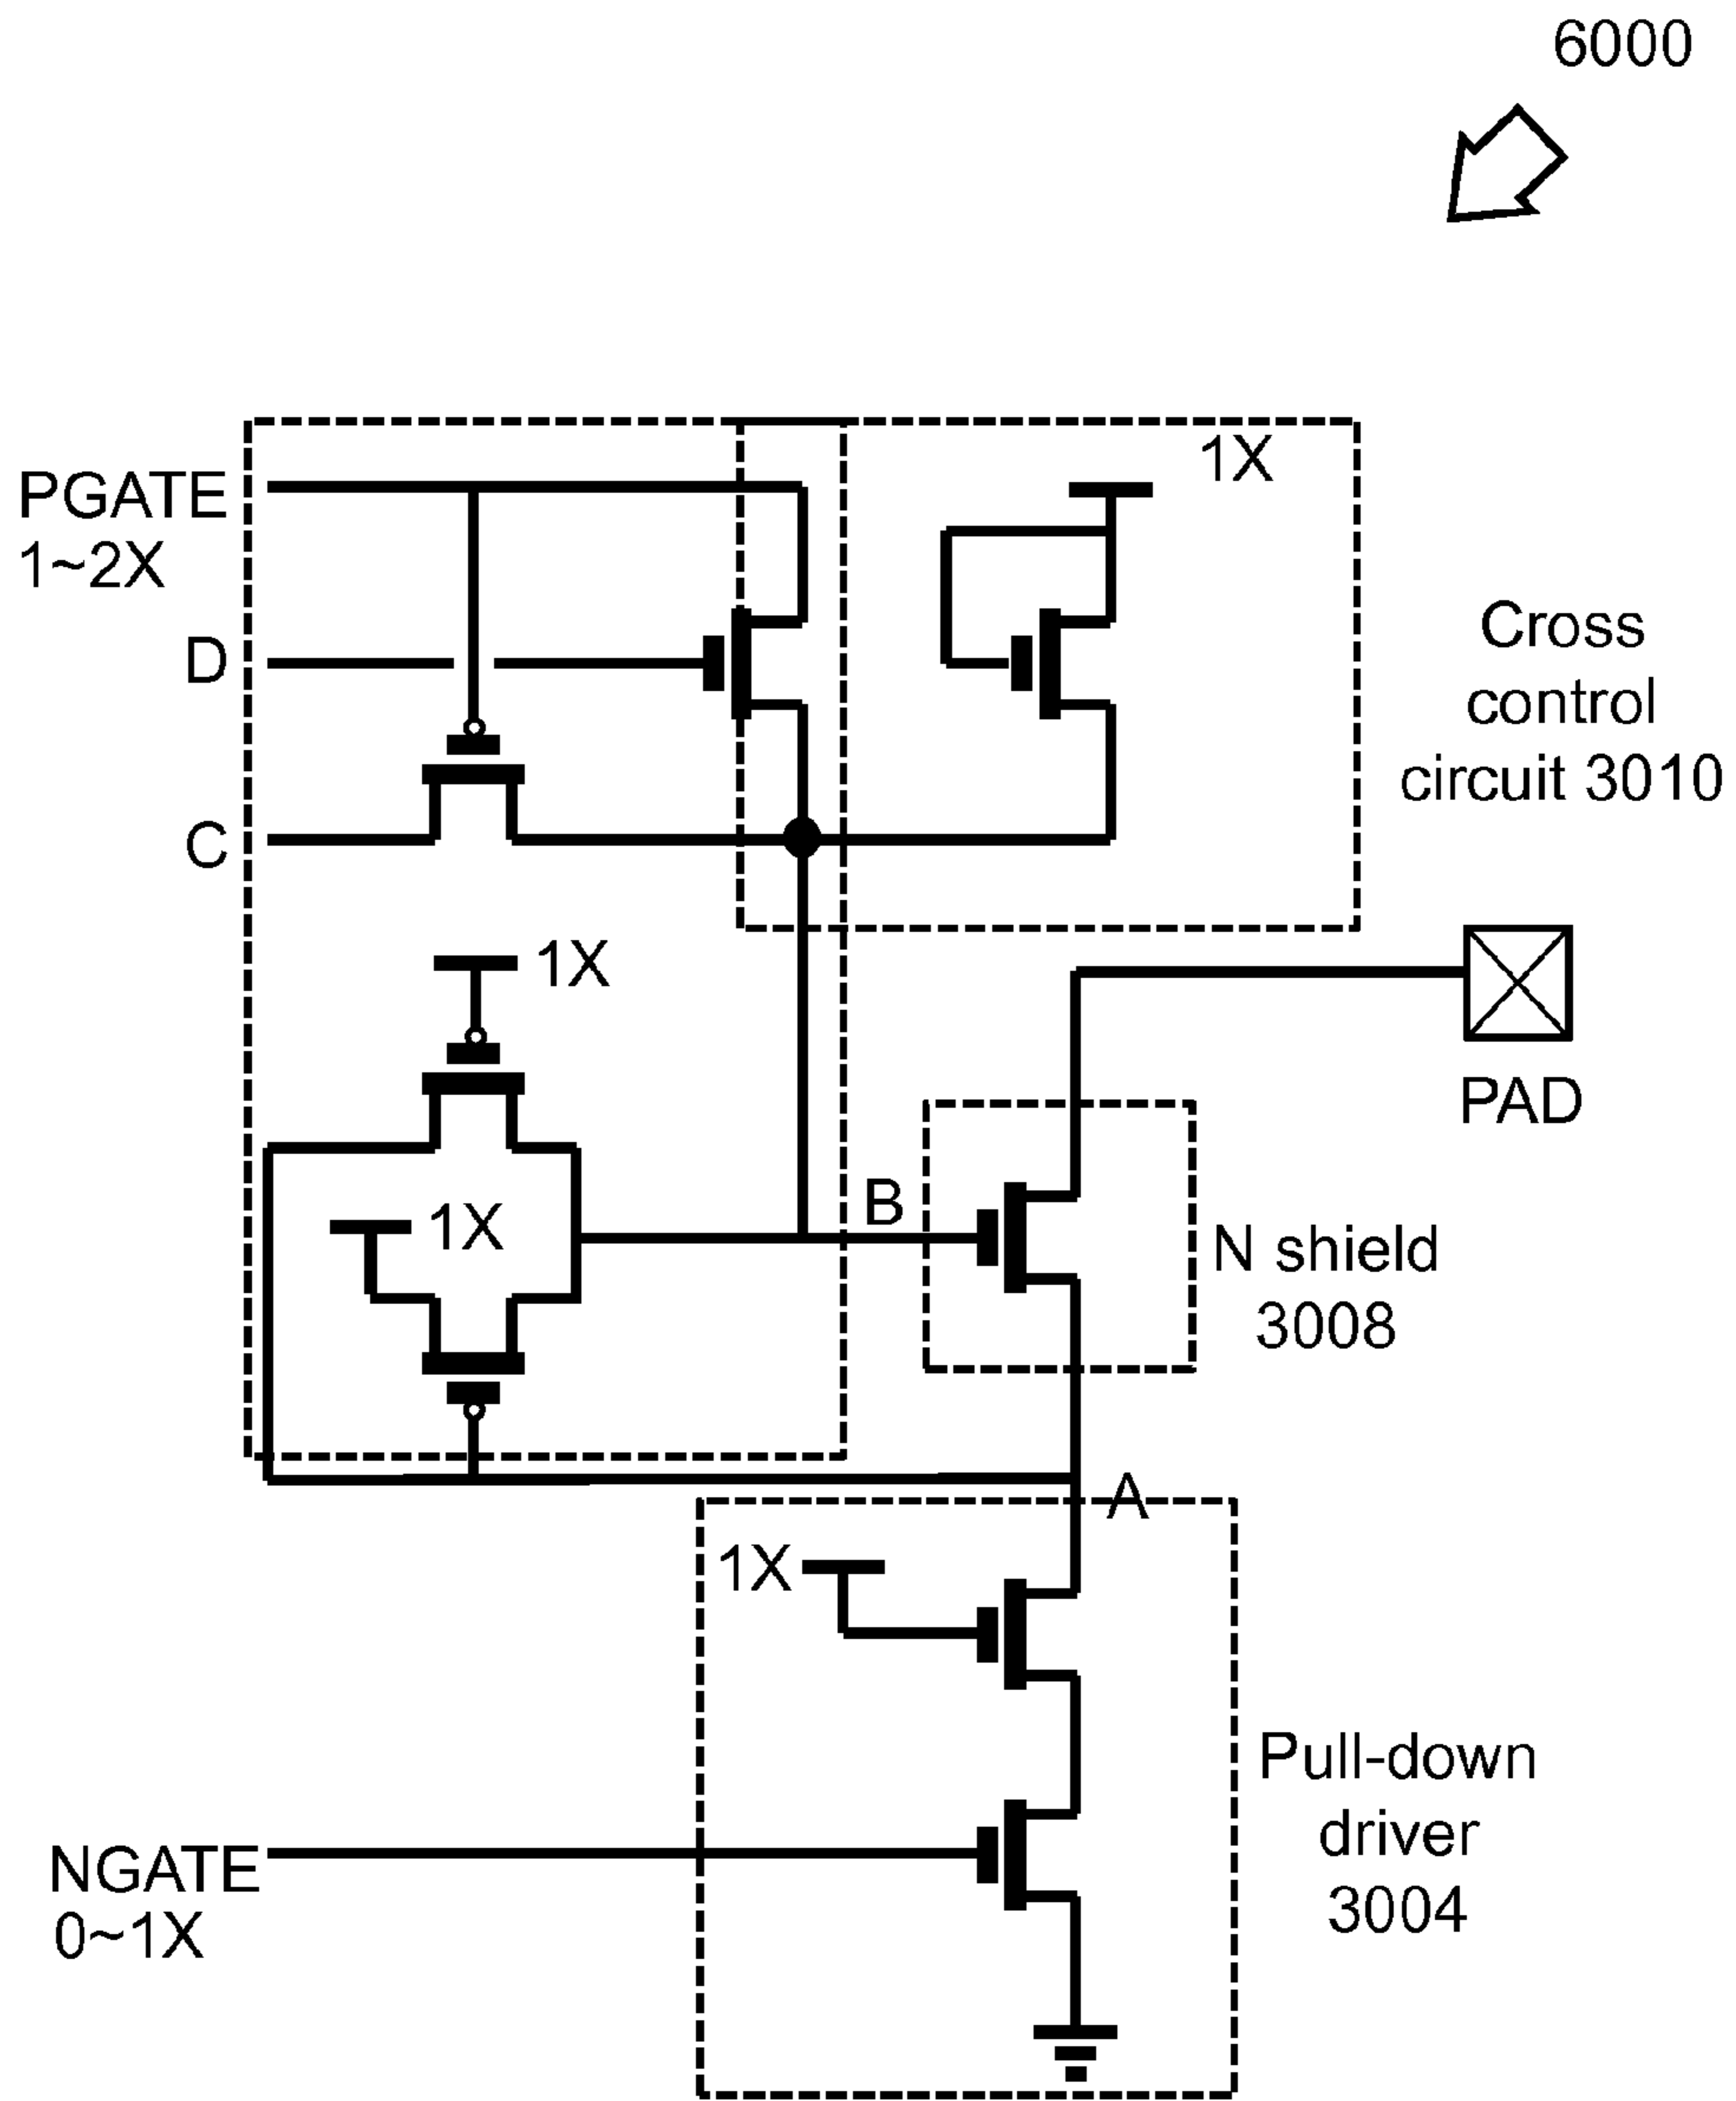 6000
1X
PGATE
1~2X
D
Cross
control
circuit 3010
C
1X
PAD
B
1X
N shield
3008
A
1X
Pull-down
driver
3004
NGATE
0~1X